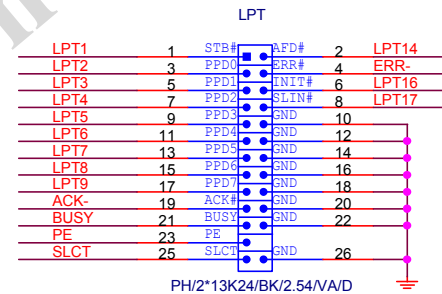 LPT
LPT1 1 STB# AFD# 2 LPT14
LPT2 3 PPD0 ERR# 4 ERR-
LPT3 5 PPD1 INIT# 6 LPT16
LPT4 7 PPD2 SLIN# 8 LPT17
LPT5 9 PPD3 GND 10
LPT6 11 PPD4 GND 12
LPT7 13 PPD5 GND 14
LPT8 15 PPD6 GND 16
LPT9 17 PPD7 GND 18
ACK- 19 ACK# GND 20
BUSY 21 BUSY GND 22
PE 23 PE
SLCT 25 SLCT GND 26
PH/2*13K24/BK/2.54/VA/D